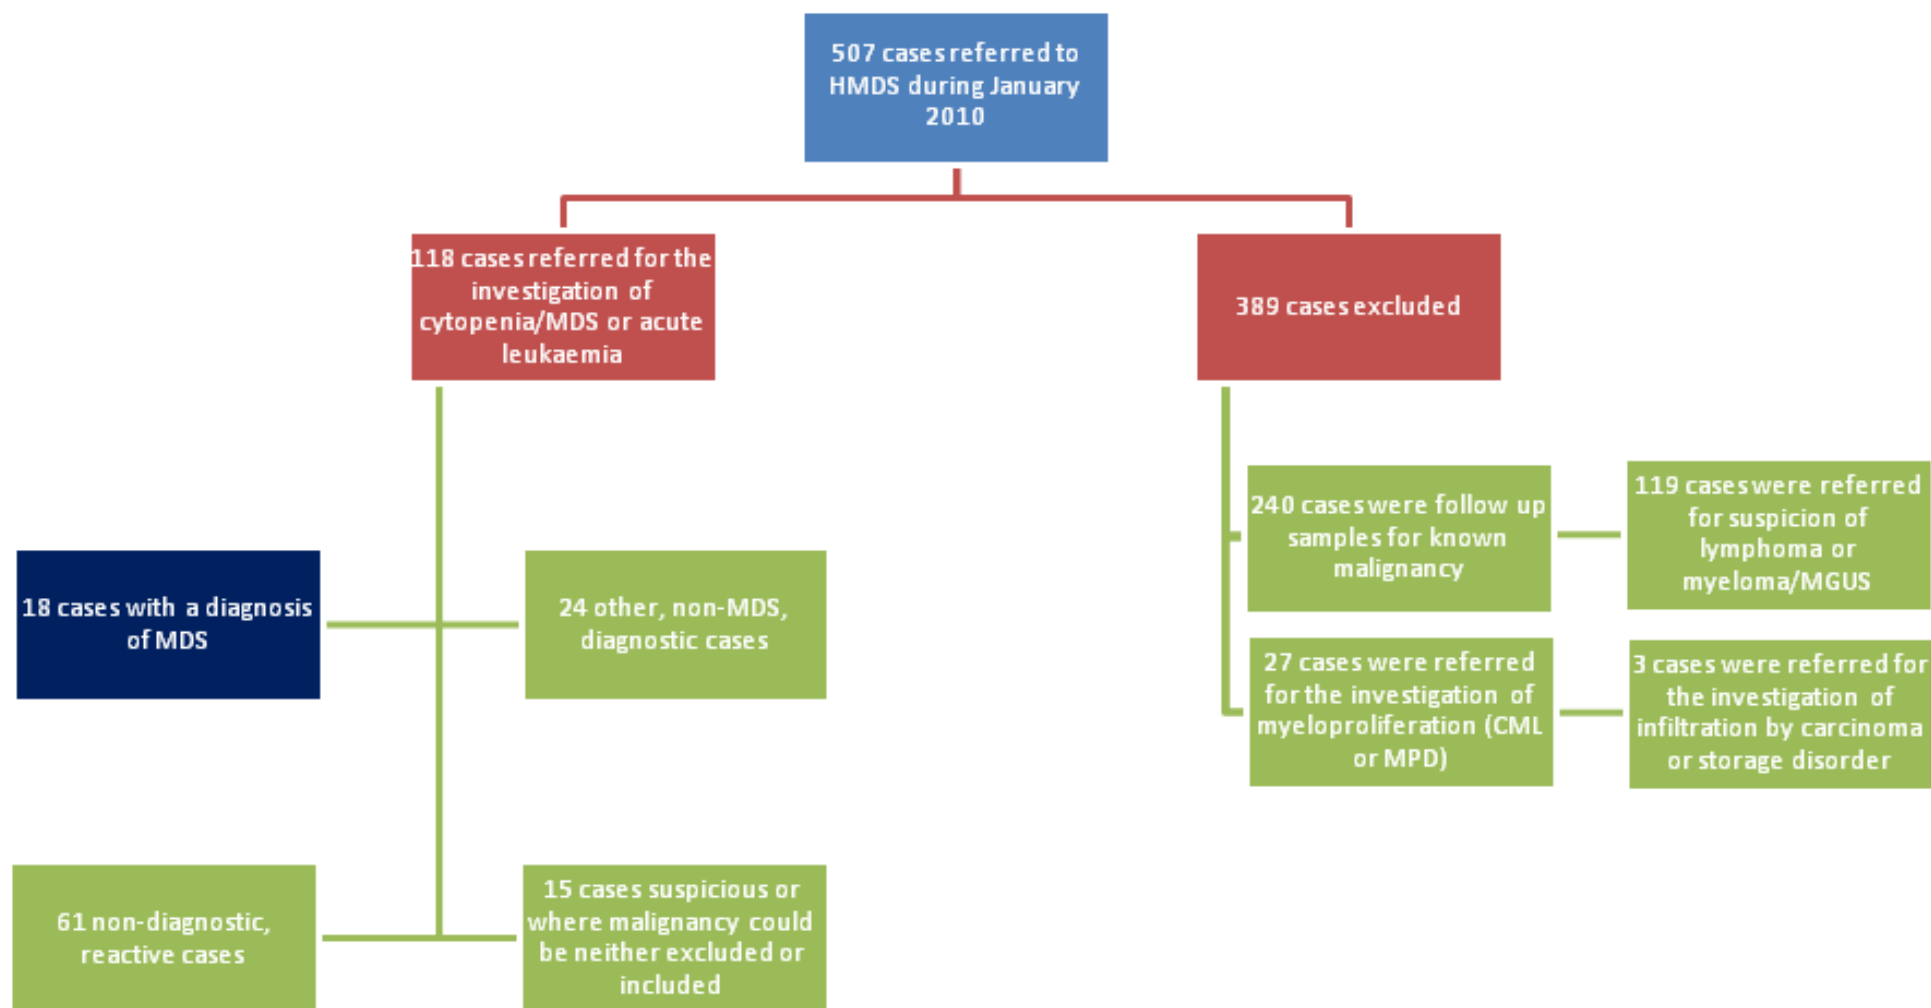 507 cases referred to
HMDS during January
2010
118 cases referred for the
investigation of
cytopenia/MDS or acute
leukaemia
389 cases excluded
18 cases with a diagnosis
of MDS
24 other, non-MDS,
diagnostic cases
61 non-diagnostic,
reactive cases
15 cases suspicious or
where malignancy could
be neither excluded or
included
240 cases were follow up
samples for known
malignancy
119 cases were referred
for suspicion of
lymphoma or
myeloma/MGUS
27 cases were referred
for the investigation of
myeloproliferation (CML
or MPD)
3 cases were referred for
the investigation of
infiltration by carcinoma
or storage disorder